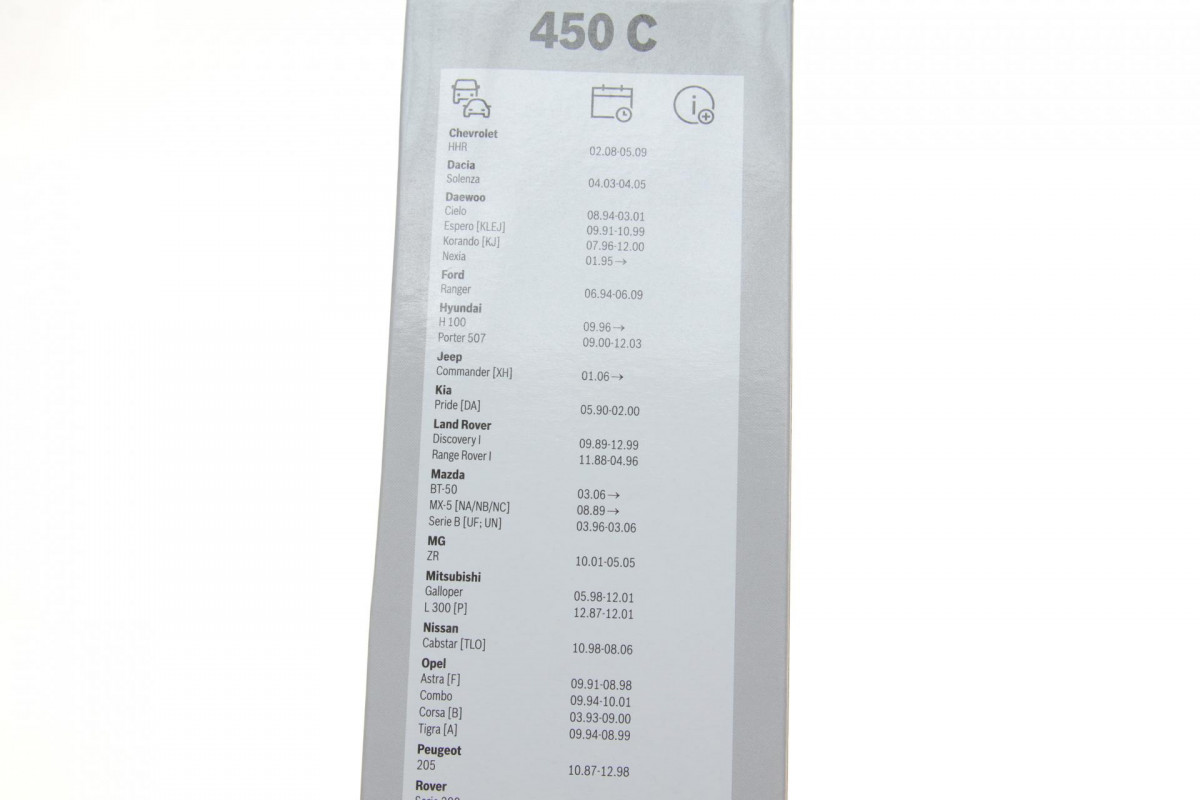 450 C
Chevrolet
HHR 02.08-05.09
Dacia
Solenza 04.03-04.05
Daewoo
Cielo 08.94-03.01
Espero [KLEJ] 09.91-10.99
Korando [KJ] 07.96-12.00
Nexia 01.95→
Ford
Ranger 06.94-06.09
Hyundai
H 100 09.96→
Porter 507 09.00-12.03
Jeep
Commander [XH] 01.06→
Kia
Pride [DA] 05.90-02.00
Land Rover
Discovery I 09.89-12.99
Range Rover I 11.88-04.96
Mazda
BT-50 03.06→
MX-5 [NA/NB/NC] 08.89→
Serie B [UF; UN] 03.96-03.06
MG
ZR 10.01-05.05
Mitsubishi
Galloper 05.98-12.01
L 300 [P] 12.87-12.01
Nissan
Cabstar [TLO] 10.98-08.06
Opel
Astra [F] 09.91-08.98
Combo 09.94-10.01
Corsa [B] 03.93-09.00
Tigra [A] 09.94-08.99
Peugeot
205 10.87-12.98
Rover